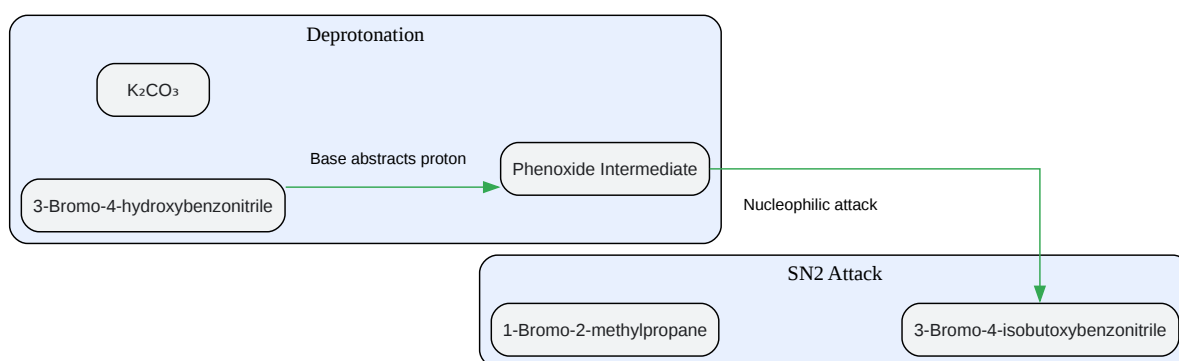 Deprotonation
K₂CO₃
Base abstracts proton
Phenoxide Intermediate
3-Bromo-4-hydroxybenzonitrile
Nucleophilic attack
SN2 Attack
1-Bromo-2-methylpropane
3-Bromo-4-isobutoxybenzonitrile